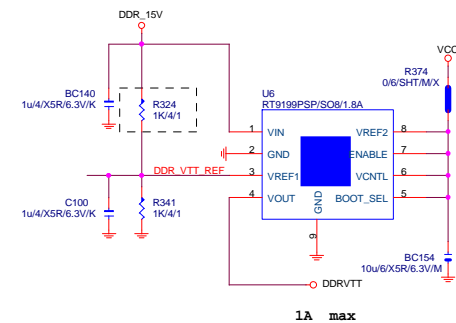 DDR_15V
VCC
R374
0/6/SHT/M/X
BC140
1u/4/X5R/6.3V/K
R324
1K/4/1
U6
RT9199PSP/SO8/1.8A
1 VIN VREF2 8
2 GND ENABLE 7
DDR_VTT_REF 3 VREF1 VCNTL 6
4 VOUT BOOT_SEL 5
GND
9
C100
1u/4/X5R/6.3V/K
R341
1K/4/1
BC154
10u/6/X5R/6.3V/M
DDRVTT
1A max